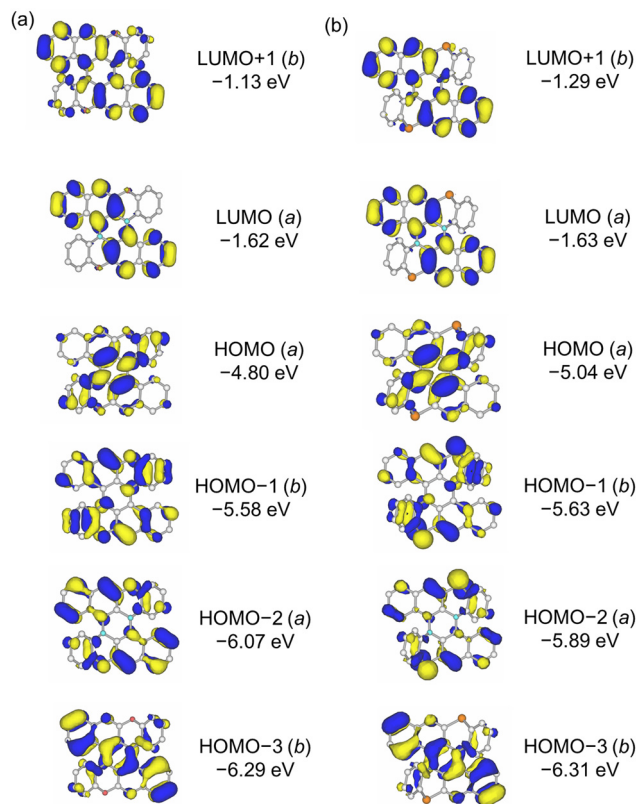 (a)
LUMO+1 (b)
−1.13 eV
LUMO (a)
−1.62 eV
HOMO (a)
−4.80 eV
HOMO−1 (b)
−5.58 eV
HOMO−2 (a)
−6.07 eV
HOMO−3 (b)
−6.29 eV
(b)
LUMO+1 (b)
−1.29 eV
LUMO (a)
−1.63 eV
HOMO (a)
−5.04 eV
HOMO−1 (b)
−5.63 eV
HOMO−2 (a)
−5.89 eV
HOMO−3 (b)
−6.31 eV